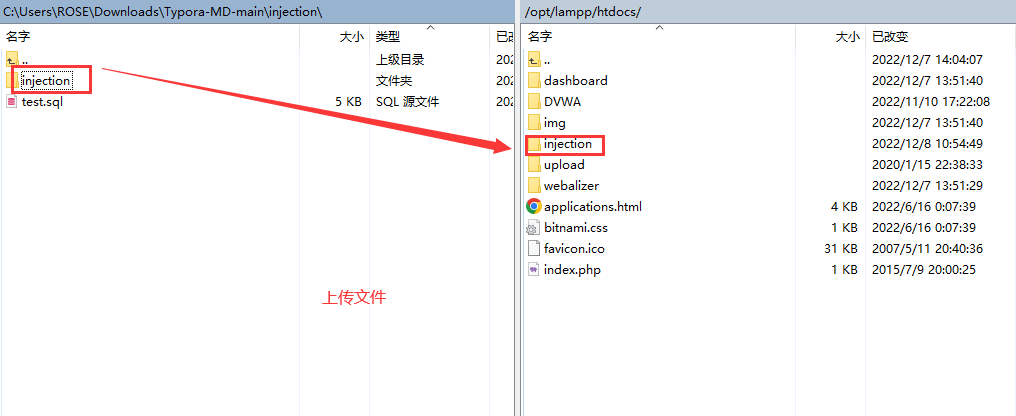 C:\Users\ROSE\Downloads\Typora-MD-main\injection\
名字 大小 类型 已改
.. 上级目录 202
injection 文件夹 202
test.sql 5 KB SQL 源文件 202
上传文件
/opt/lampp/htdocs/
名字 大小 已改变
.. 2022/12/7 14:04:07
dashboard 2022/12/7 13:51:40
DVWA 2022/11/10 17:22:08
img 2022/12/7 13:51:40
injection 2022/12/8 10:54:49
upload 2020/1/15 22:38:33
webalizer 2022/12/7 13:51:29
applications.html 4 KB 2022/6/16 0:07:39
bitnami.css 1 KB 2022/6/16 0:07:39
favicon.ico 31 KB 2007/5/11 20:40:36
index.php 1 KB 2015/7/9 20:00:25